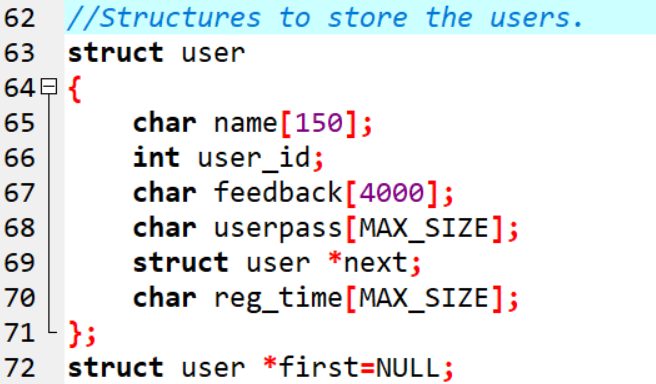 62 //Structures to store the users.
63 struct user
64 {
65 char name[150];
66 int user_id;
67 char feedback[4000];
68 char userpass[MAX_SIZE];
69 struct user *next;
70 char reg_time[MAX_SIZE];
71 };
72 struct user *first=NULL;